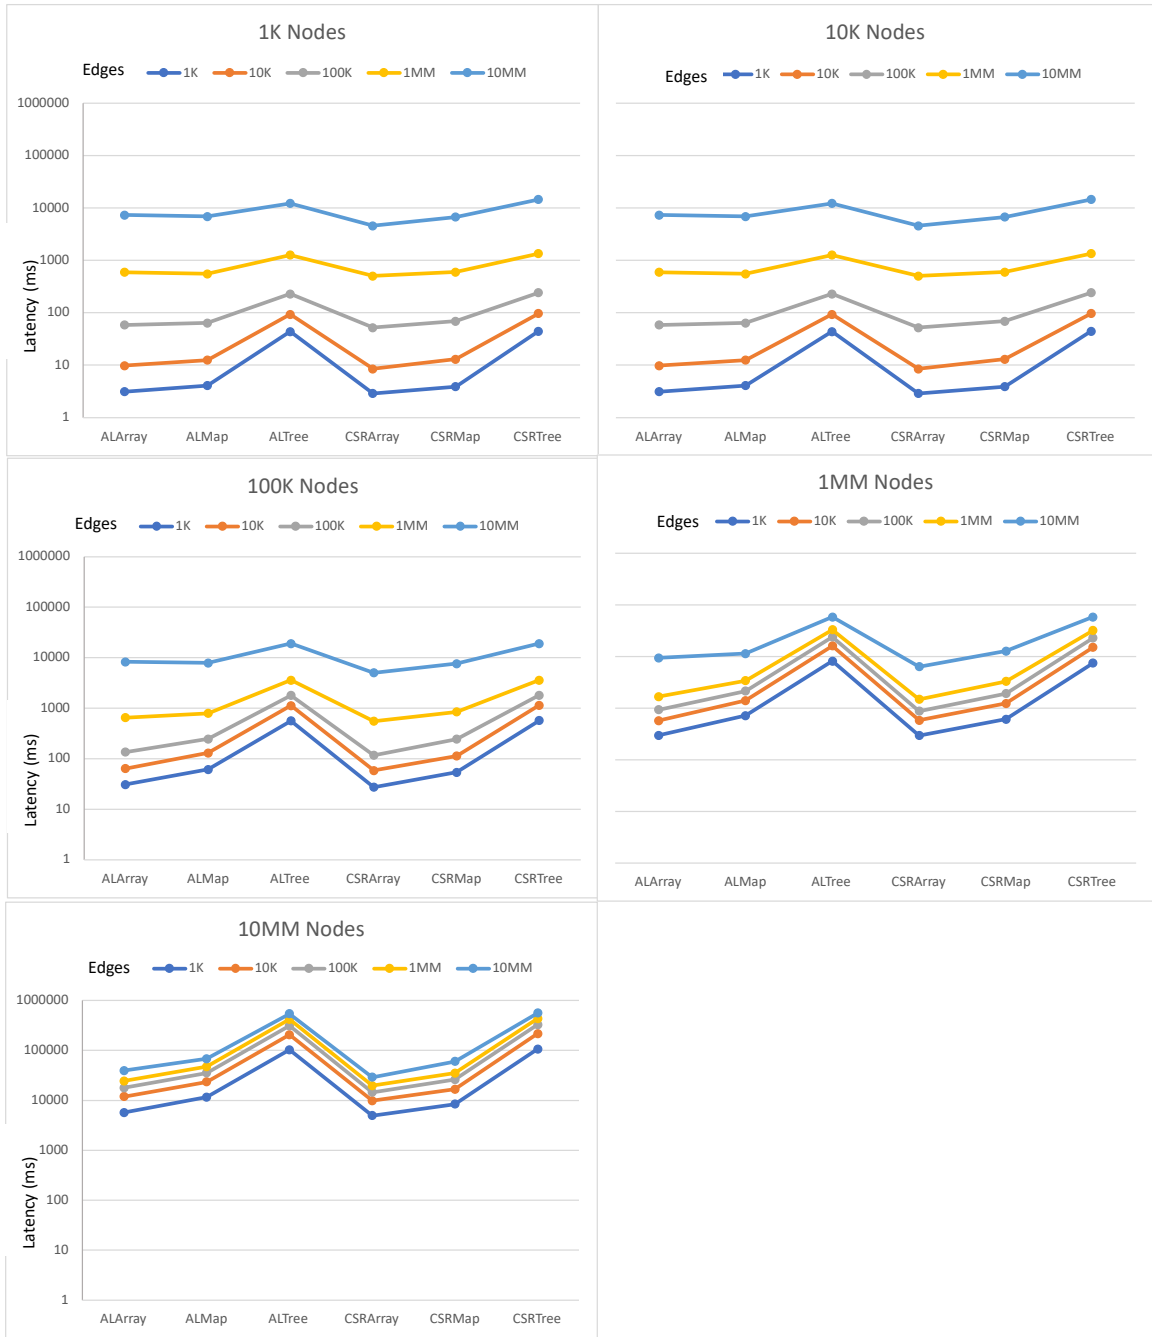 1K Nodes
Edges 1K 10K 100K 1MM 10MM
1000000
100000
10000
1000
100
10
1
Latency (ms)
ALArray ALMap ALTree CSRArray CSRMap CSRTree
10K Nodes
Edges 1K 10K 100K 1MM 10MM
ALArray ALMap ALTree CSRArray CSRMap CSRTree
100K Nodes
Edges 1K 10K 100K 1MM 10MM
1000000
100000
10000
1000
100
10
1
Latency (ms)
ALArray ALMap ALTree CSRArray CSRMap CSRTree
1MM Nodes
Edges 1K 10K 100K 1MM 10MM
ALArray ALMap ALTree CSRArray CSRMap CSRTree
10MM Nodes
Edges 1K 10K 100K 1MM 10MM
1000000
100000
10000
1000
100
10
1
Latency (ms)
ALArray ALMap ALTree CSRArray CSRMap CSRTree